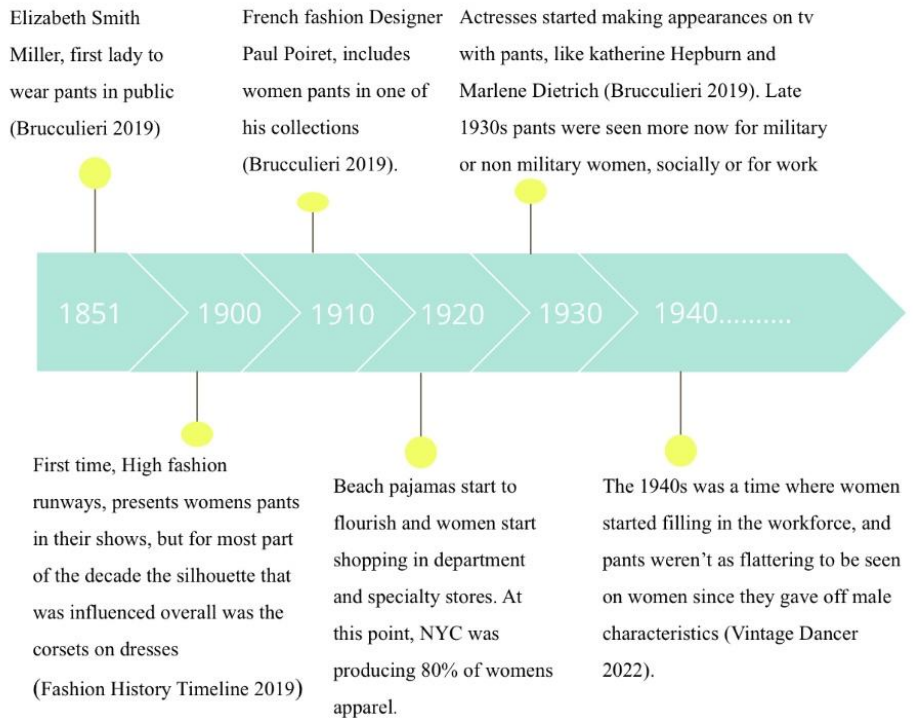 Elizabeth Smith
Miller, first lady to
wear pants in public
(Brucculieri 2019)
French fashion Designer
Paul Poiret, includes
women pants in one of
his collections
(Brucculieri 2019).
Actresses started making appearances on tv
with pants, like katherine Hepburn and
Marlene Dietrich (Brucculieri 2019). Late
1930s pants were seen more now for military
or non military women, socially or for work
1851
1900
1910
1920
1930
1940..........
First time, High fashion
runways, presents womens pants
in their shows, but for most part
of the decade the silhouette that
was influenced overall was the
corsets on dresses
(Fashion History Timeline 2019)
Beach pajamas start to
flourish and women start
shopping in department
and specialty stores. At
this point, NYC was
producing 80% of womens
apparel.
The 1940s was a time where women
started filling in the workforce, and
pants weren’t as flattering to be seen
on women since they gave off male
characteristics (Vintage Dancer
2022).